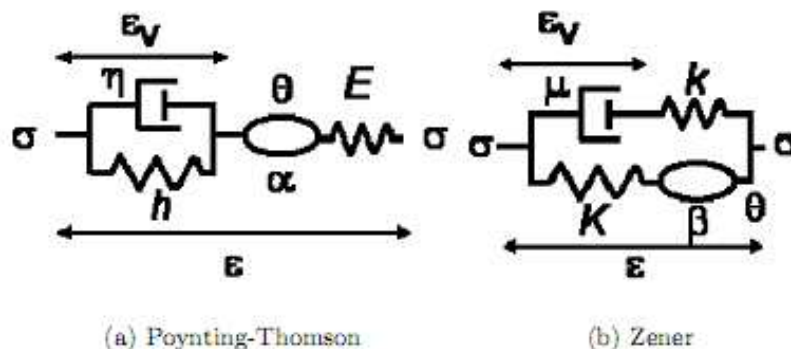 εv εv
η θ E μ k
σ σ σ σ
h α K β θ
ε ε
(a) Poynting-Thomson (b) Zener